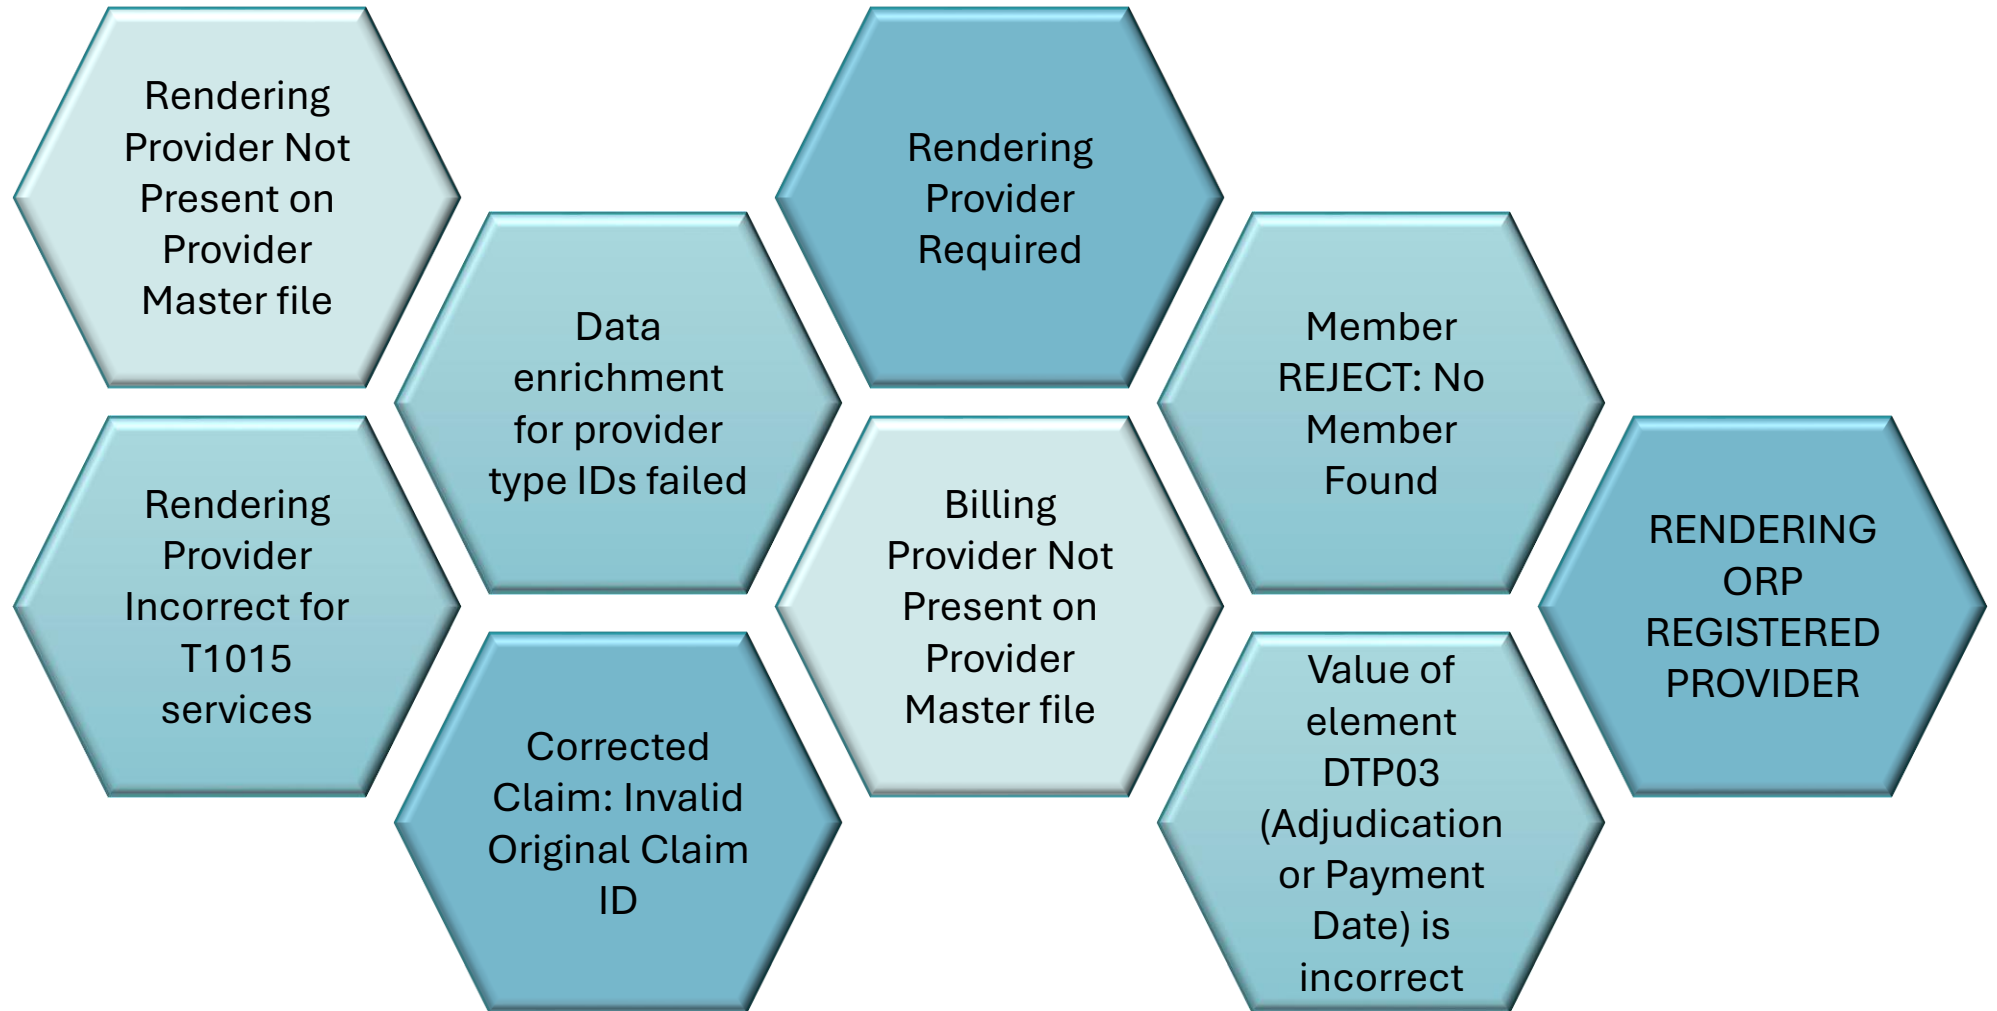 Rendering
Provider Not
Present on
Provider
Master file
Rendering
Provider
Incorrect for
T1015
services
Data
enrichment
for provider
type IDs failed
Corrected
Claim: Invalid
Original Claim
ID
Rendering
Provider
Required
Billing
Provider Not
Present on
Provider
Master file
Member
REJECT: No
Member
Found
Value of
element
DTP03
(Adjudication
or Payment
Date) is
incorrect
RENDERING
ORP
REGISTERED
PROVIDER